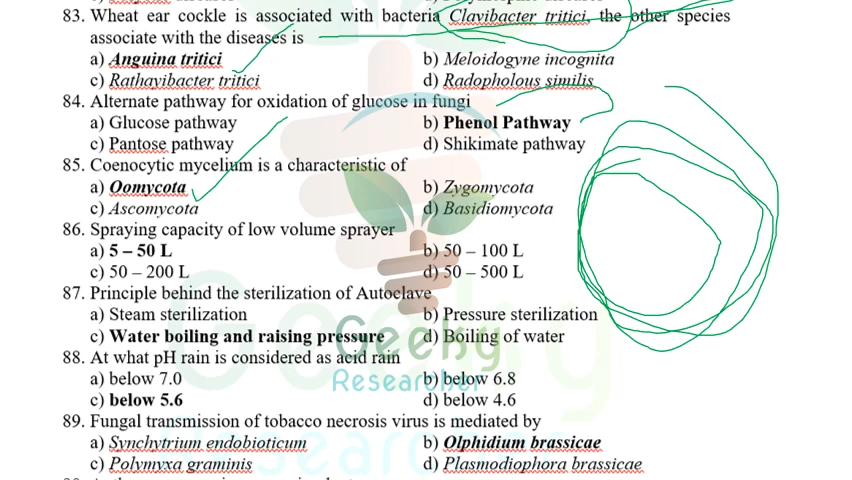 83. Wheat ear cockle is associated with bacteria Clavibacter tritici, the other species
associate with the diseases is
a) Anguina tritici b) Meloidogyne incognita
c) Rathayibacter tritici d) Radopholous similis
84. Alternate pathway for oxidation of glucose in fungi
a) Glucose pathway b) Phenol Pathway
c) Pantose pathway d) Shikimate pathway
85. Coenocytic mycelium is a characteristic of
a) Oomycota b) Zygomycota
c) Ascomycota d) Basidiomycota
86. Spraying capacity of low volume sprayer
a) 5 – 50 L b) 50 – 100 L
c) 50 – 200 L d) 50 – 500 L
87. Principle behind the sterilization of Autoclave
a) Steam sterilization b) Pressure sterilization
c) Water boiling and raising pressure d) Boiling of water
88. At what pH rain is considered as acid rain
a) below 7.0 b) below 6.8
c) below 5.6 d) below 4.6
89. Fungal transmission of tobacco necrosis virus is mediated by
a) Synchytrium endobioticum b) Olphidium brassicae
c) Polymyxa graminis d) Plasmodiophora brassicae
Geeky
Researcher